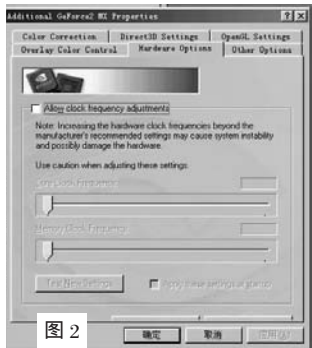 Additional GeForce2 MX Properties
Color Correction Direct3D Settings OpenGL Settings
Overlay Color Control Hardware Options Other Options
Allow clock frequency adjustments
Note: Increasing the hardware clock frequencies beyond the
manufacturer's recommended settings may cause system instability
and possibly damage the hardware.
Use caution when adjusting these settings.
Core Clock Frequency:
Memory Clock Frequency:
Test New Settings Apply these settings at startup
图 2
确定 取消 应用(A)